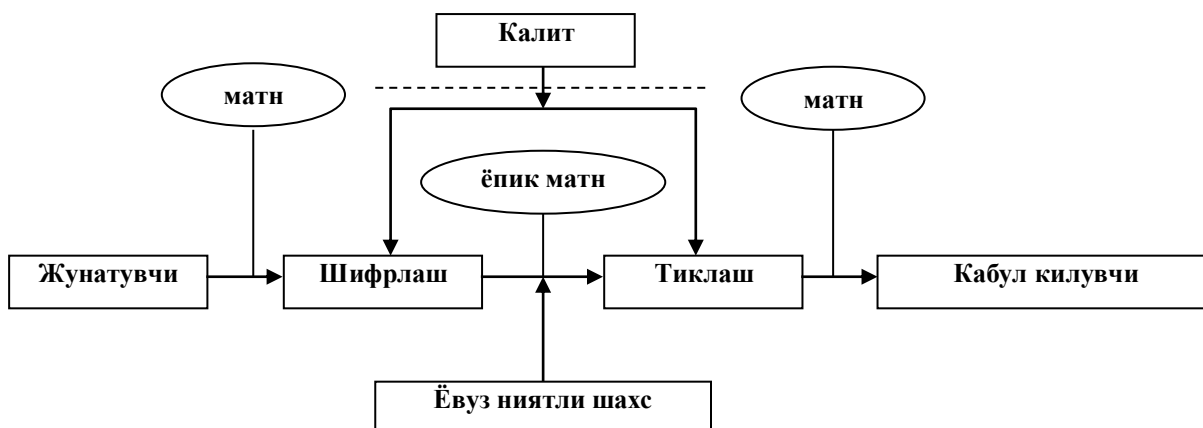 Калит
матн
матн
ёпик матн
Жунатувчи
Шифрлаш
Тиклаш
Кабул килувчи
Ёвуз ниятли шахс